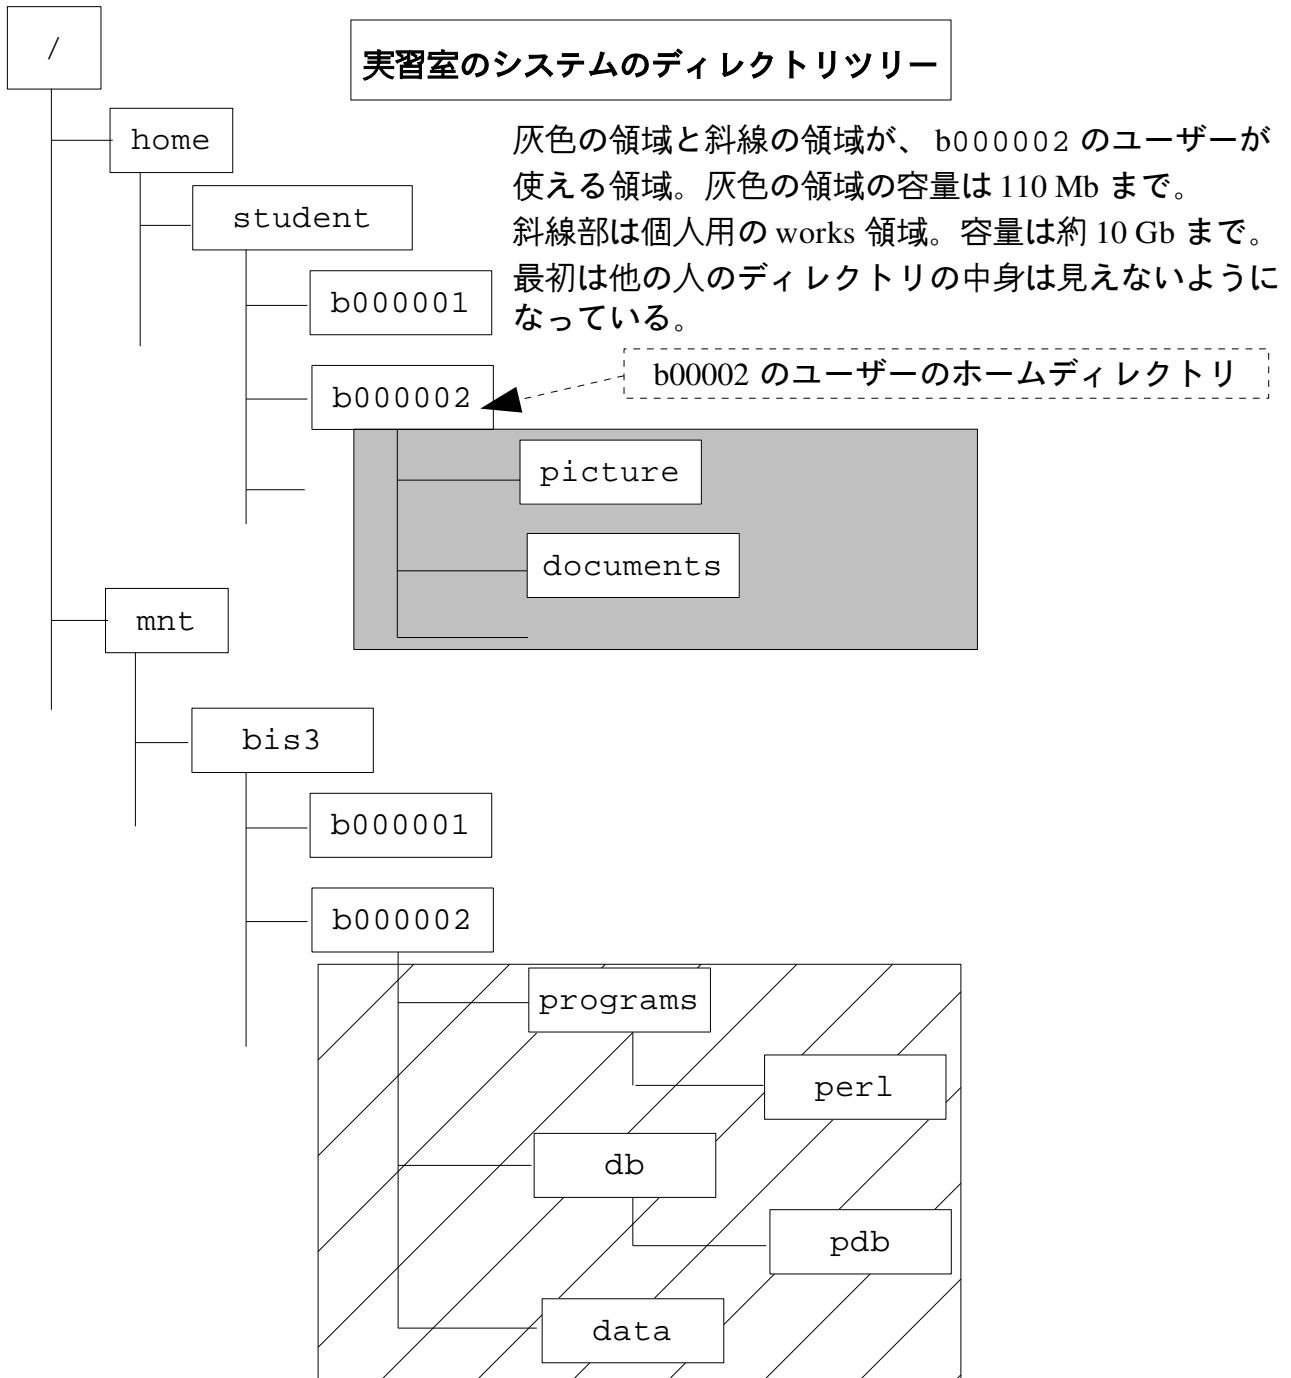 /
実習室のシステムのディレクトリツリー
home
灰色の領域と斜線の領域が、 b000002 のユーザーが
使える領域。灰色の領域の容量は 110 Mb まで。
student
斜線部は個人用の works 領域。容量は約 10 Gb まで。
最初は他の人のディレクトリの中身は見えないように
なっている。
b000001
b00002 のユーザーのホームディレクトリ
b000002
picture
documents
mnt
bis3
b000001
b000002
programs
perl
db
pdb
data